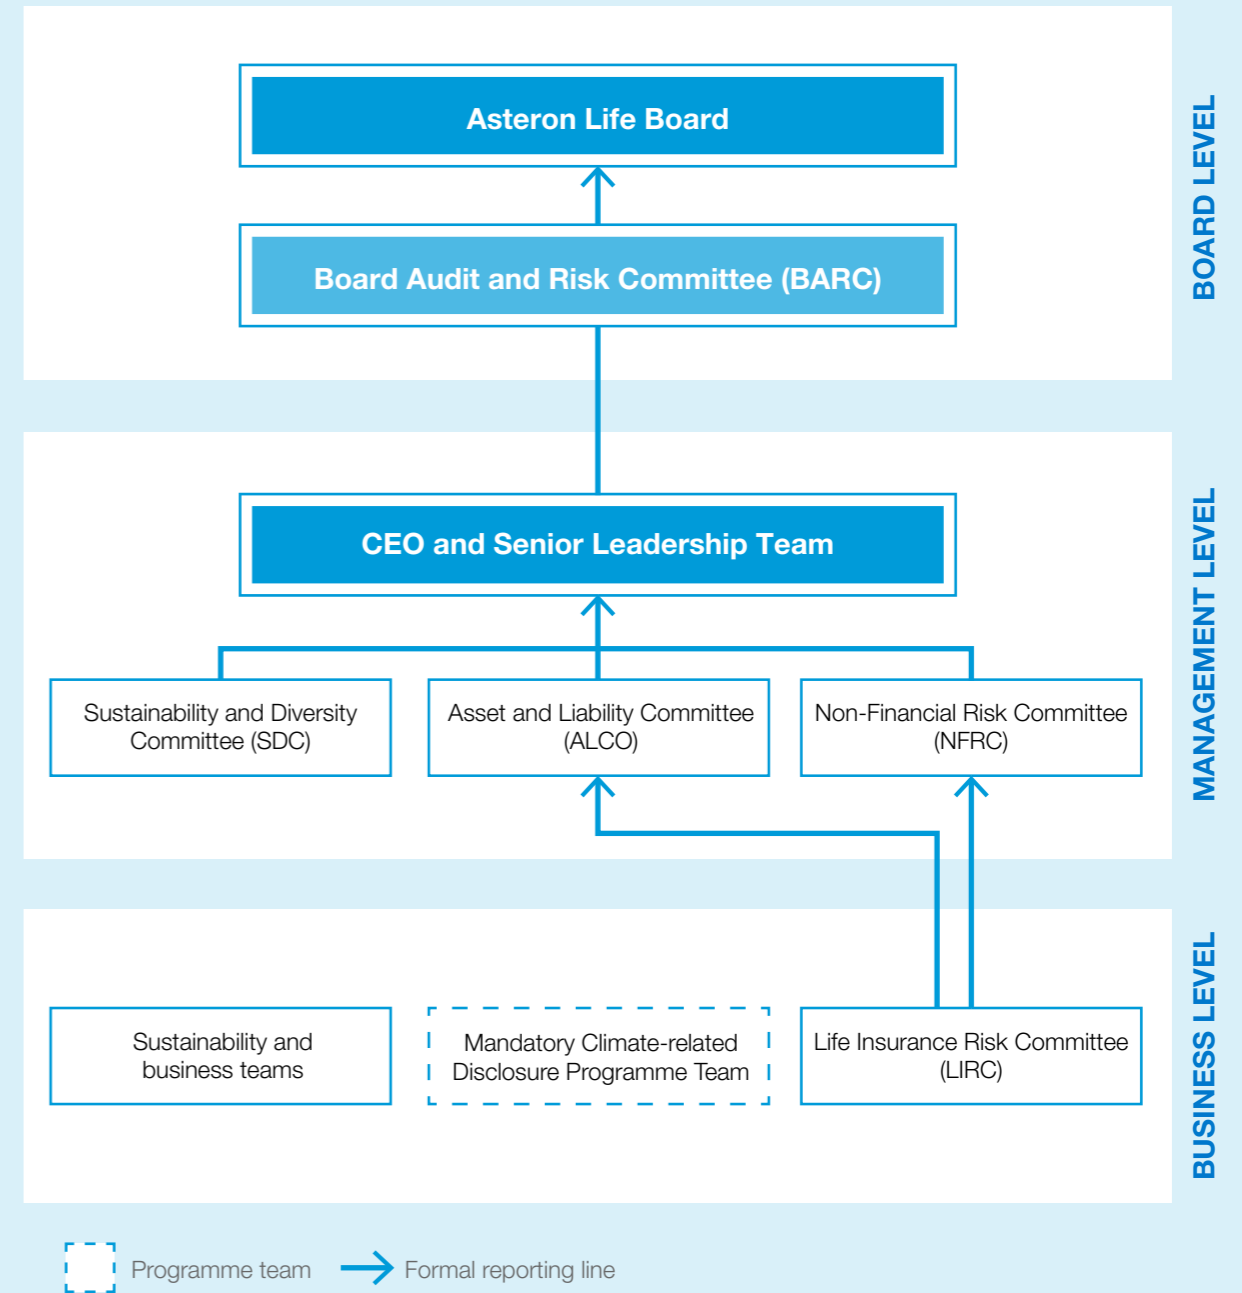 Asteron Life Board
Board Audit and Risk Committee (BARC)
BOARD LEVEL
CEO and Senior Leadership Team
Sustainability and Diversity
Committee (SDC)
Asset and Liability Committee
(ALCO)
Non-Financial Risk Committee
(NFRC)
MANAGEMENT LEVEL
Sustainability and
business teams
Mandatory Climate-related
Disclosure Programme Team
Life Insurance Risk Committee
(LIRC)
BUSINESS LEVEL
Programme team
Formal reporting line